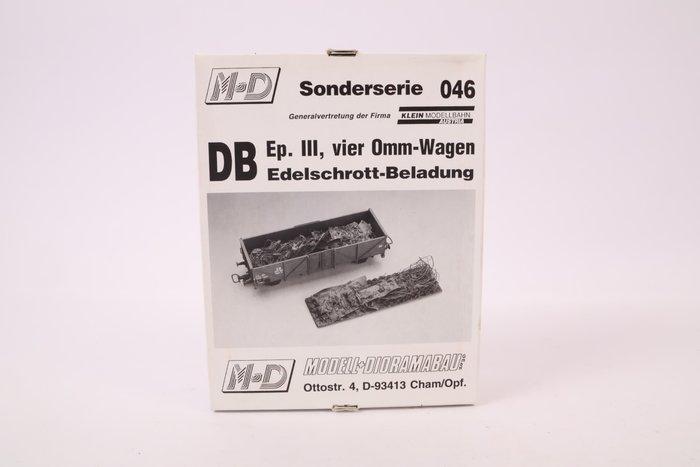 M+D Sonderserie 046
Generalvertretung der Firma KLEIN MODELLBAHN
AUSTRIA
DB Ep. III, vier Omm-Wagen
Edelschrott-Beladung
M+D MODELL+DIORAMABAU
Ottostr. 4, D-93413 Cham/Opf.